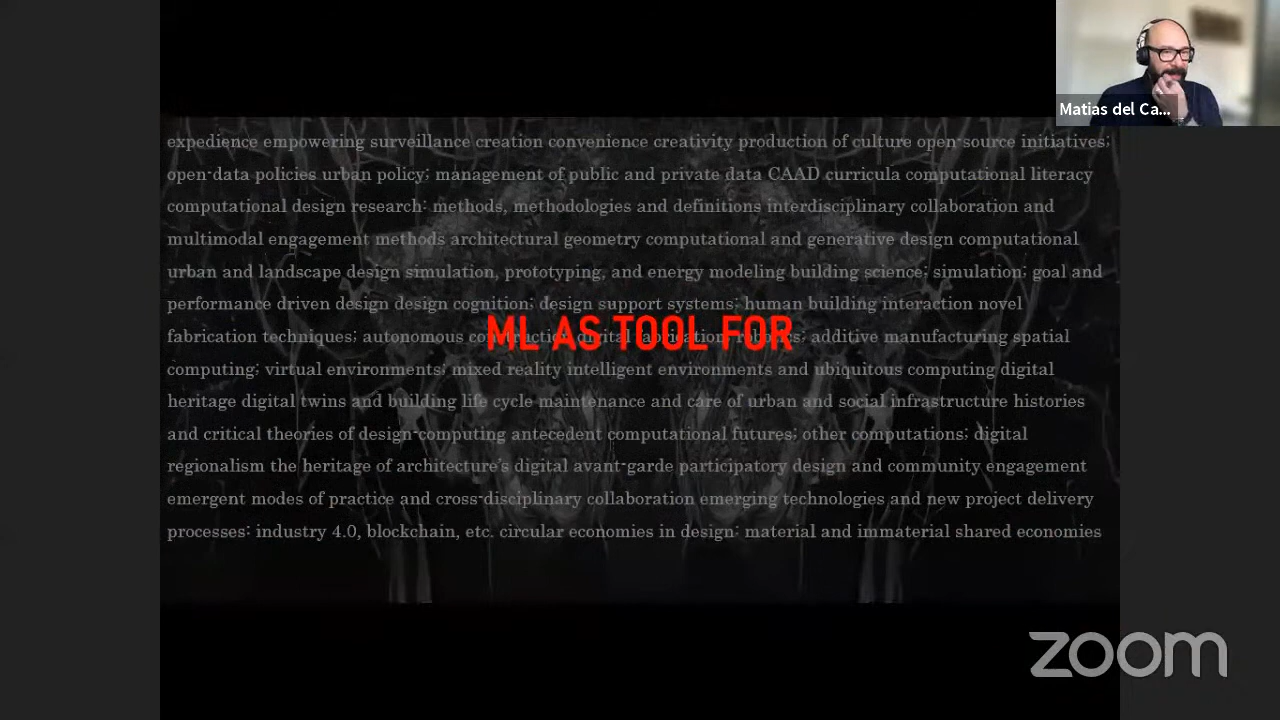 Matias del Ca...
expedience empowering surveillance creation convenience creativity production of culture open-source initiatives;
open-data policies urban policy; management of public and private data CAAD curricula computational literacy
computational design research: methods, methodologies and definitions interdisciplinary collaboration and
multimodal engagement methods architectural geometry computational and generative design computational
urban and landscape design simulation, prototyping, and energy modeling building science; simulation; goal and
performance driven design design cognition; design support systems; human building interaction novel
ML AS TOOL FOR
fabrication techniques; autonomous construction digital fabrication; robotics; additive manufacturing spatial
computing; virtual environments; mixed reality intelligent environments and ubiquitous computing digital
heritage digital twins and building life cycle maintenance and care of urban and social infrastructure histories
and critical theories of design-computing antecedent computational futures; other computations; digital
regionalism the heritage of architecture's digital avant-garde participatory design and community engagement
emergent modes of practice and cross-disciplinary collaboration emerging technologies and new project delivery
processes: industry 4.0, blockchain, etc. circular economies in design: material and immaterial shared economies
zoom